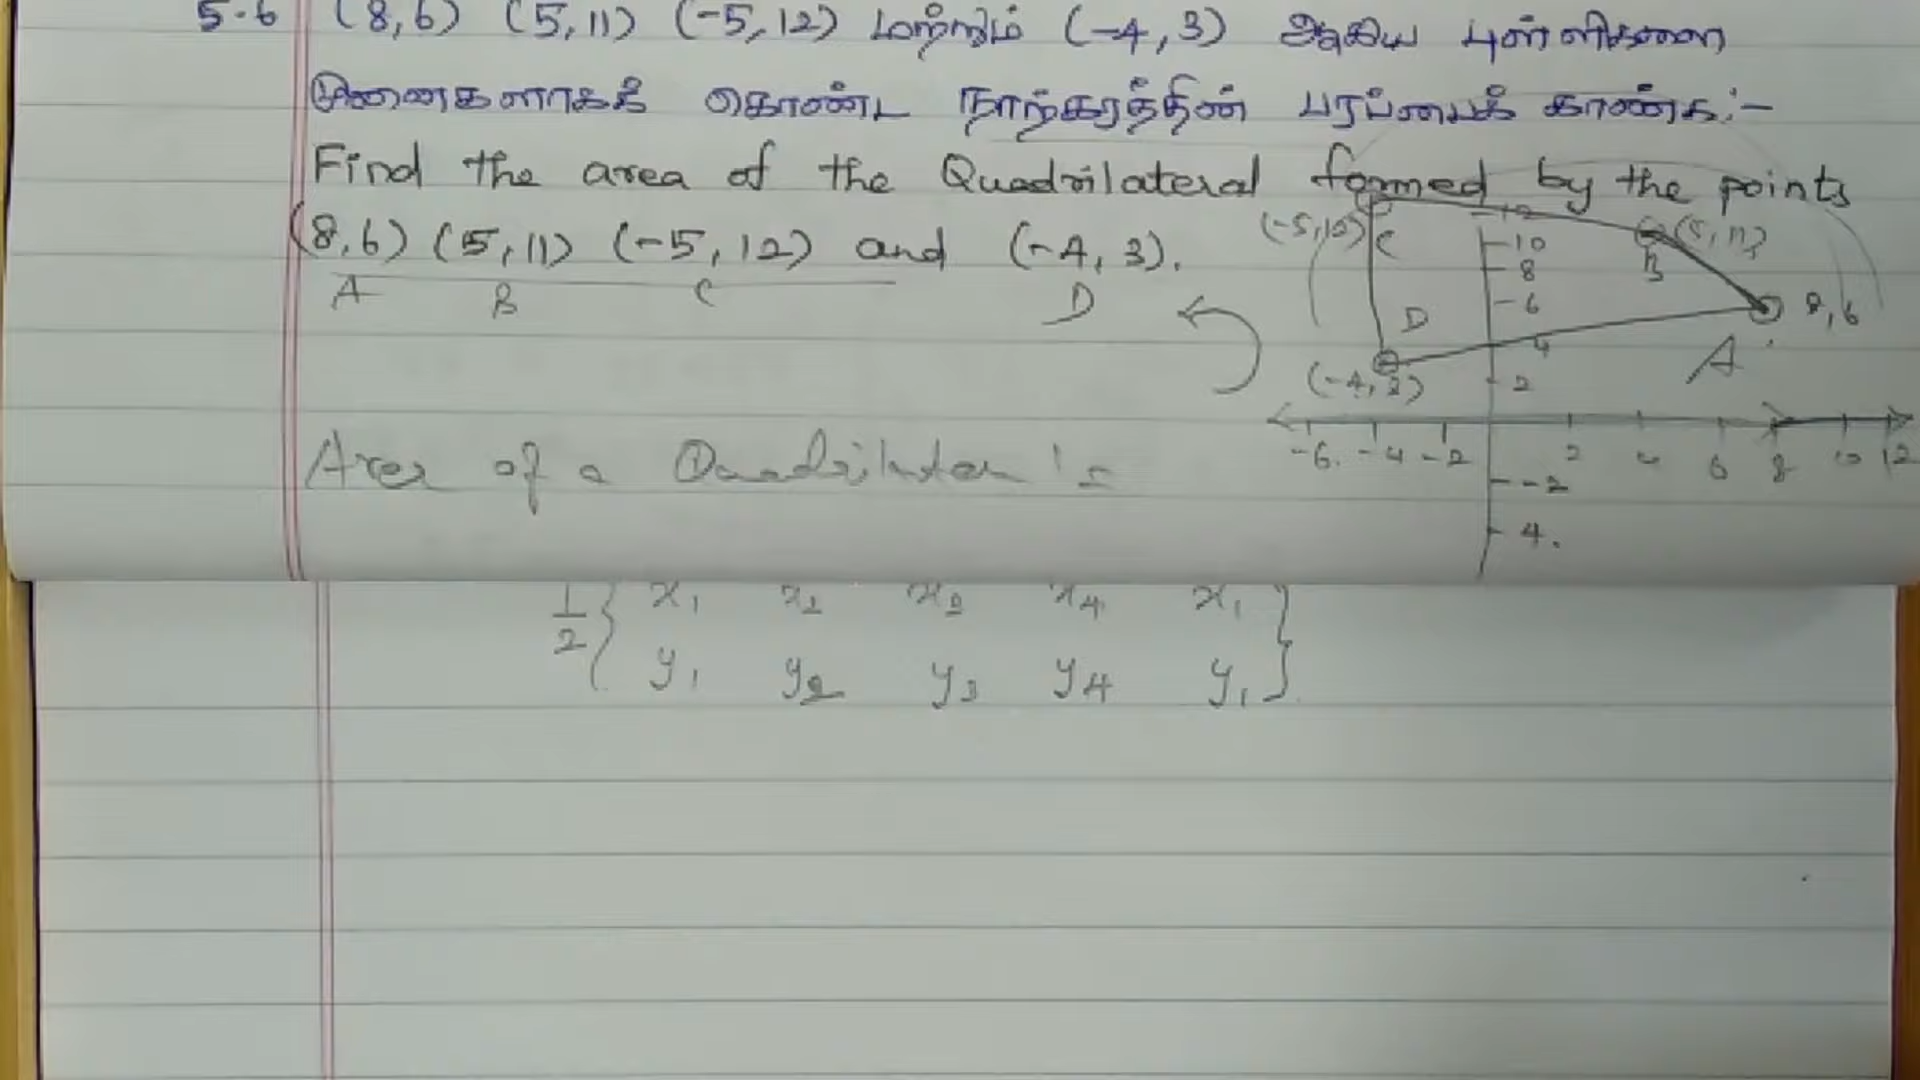 5.6 (8,6) (5,11) (-5,12) மற்றும் (-4,3) ஆகிய புள்ளிகளை
முனைகளாகக் கொண்ட நாற்கரத்தின் பரப்பைக் காண்க:-
Find the area of the Quadrilateral formed by the points
(8,6) (5,11) (-5,12) and (-4,3).
A B C D
(-5,12) C
12
10
8
6
4
2
(5,11)
B
8,6
A
D
(-4,3)
-6 -4 -2 2 4 6 8 10 12
-2
4.
Area of a
1/2 { x1 x2 x3 x4 x1 }
y1 y2 y3 y4 y1